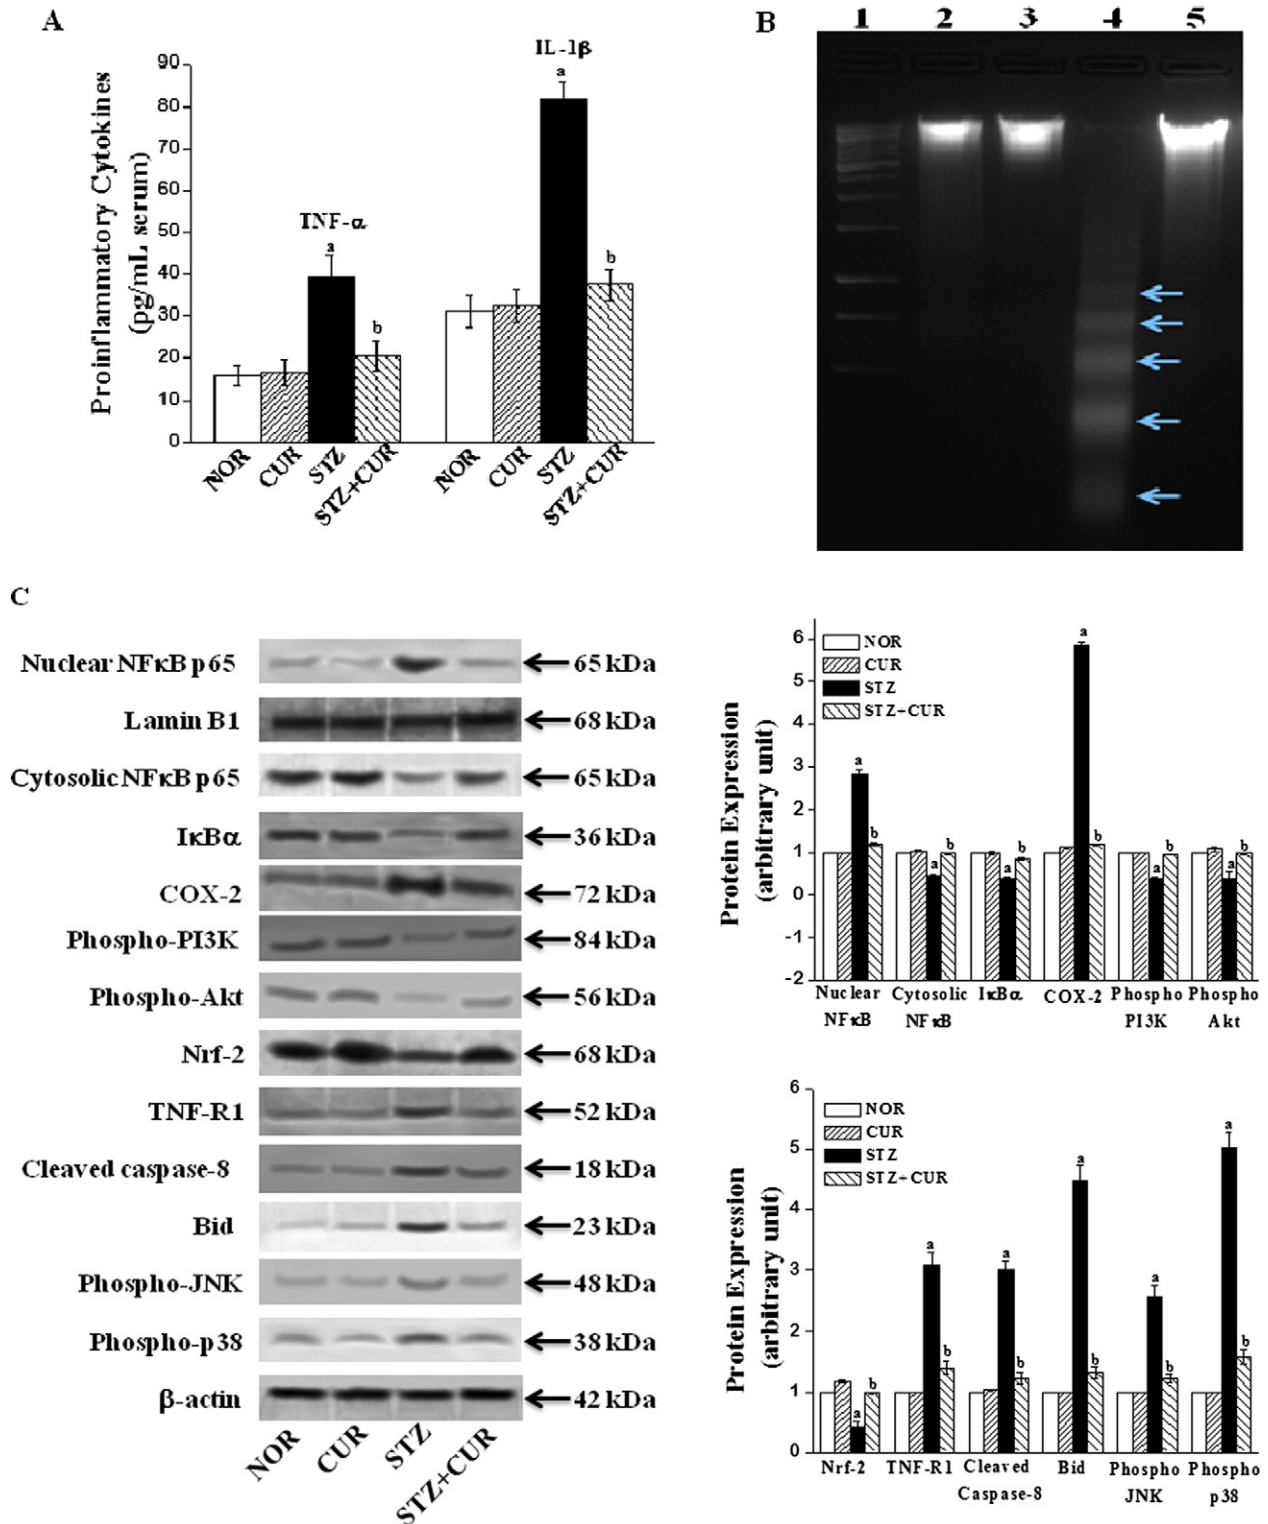 A
Proinflammatory Cytokines
(pg/mL serum)
90
80
70
60
50
40
30
20
10
0
TNF-α
a
b
IL-1β
a
b
NOR
CUR
STZ
STZ+CUR
NOR
CUR
STZ
STZ+CUR
B
1 2 3 4 5
C
Nuclear NFκB p65 65 kDa
Lamin B1 68 kDa
Cytosolic NFκB p65 65 kDa
IκBα 36 kDa
COX-2 72 kDa
Phospho-PI3K 84 kDa
Phospho-Akt 56 kDa
Nrf-2 68 kDa
TNF-R1 52 kDa
Cleaved caspase-8 18 kDa
Bid 23 kDa
Phospho-JNK 48 kDa
Phospho-p38 38 kDa
β-actin 42 kDa
NOR
CUR
STZ
STZ+CUR
Protein Expression
(arbitrary unit)
6
5
4
3
2
1
0
-1
-2
NOR
CUR
STZ
STZ+CUR
a
b
a
b
a
b
a
b
a
b
a
b
Nuclear Cytosolic IκBα COX-2 Phospho Phospho
NFκB NFκB PI3K Akt
Protein Expression
(arbitrary unit)
6
5
4
3
2
1
0
NOR
CUR
STZ
STZ+CUR
a
b
a
b
a
b
a
b
a
b
a
b
Nrf-2 TNF-R1 Cleaved Bid Phospho Phospho
Caspase-8 JNK p38